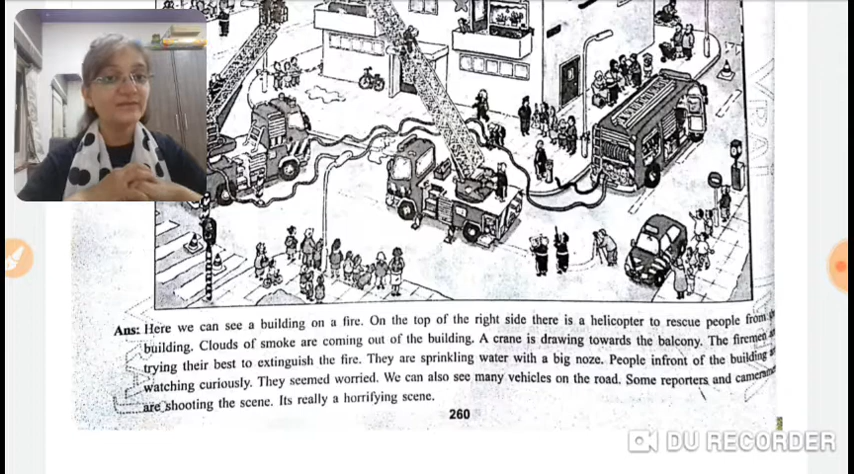 Ans: Here we can see a building on a fire. On the top of the right side there is a helicopter to rescue people from
building. Clouds of smoke are coming out of the building. A crane is drawing towards the balcony. The firemen
trying their best to extinguish the fire. They are sprinkling water with a big noze. People infront of the building
watching curiously. They seemed worried. We can also see many vehicles on the road. Some reporters and
are shooting the scene. Its really a horrifying scene.
260
DU RECORDER